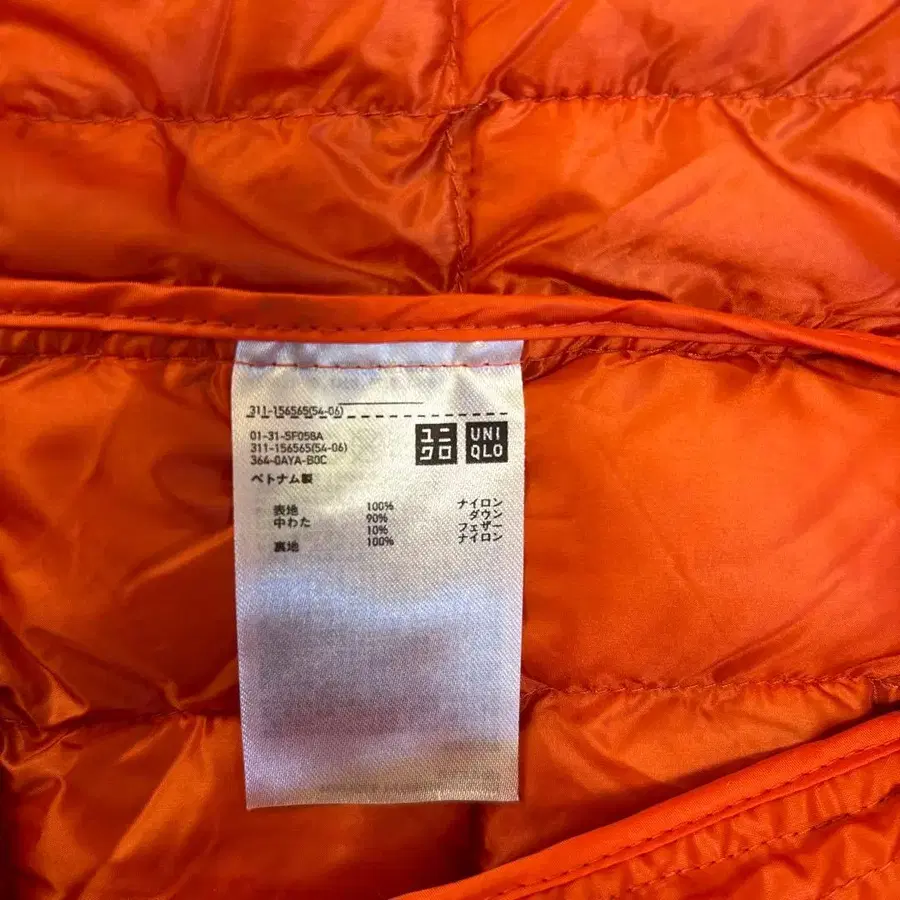 311-156565(54-06)
01-31-5F058A
311-156565(54-06)
364-0AYA-B0C
ユニ
クロ
UNI
QLO
ベトナム製
表地 100% ナイロン
中わた 90% ダウン
10% フェザー
裏地 100% ナイロン